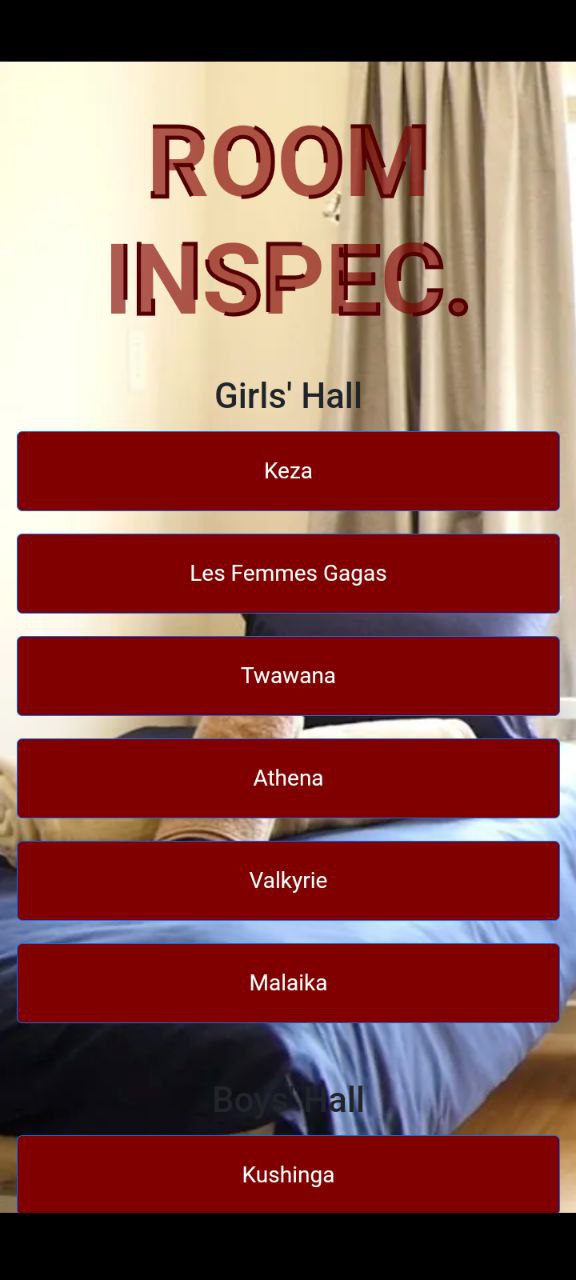 ROOM
INSPEC.
Girls' Hall
Keza
Les Femmes Gagas
Twawana
Athena
Valkyrie
Malaika
Boys' Hall
Kushinga